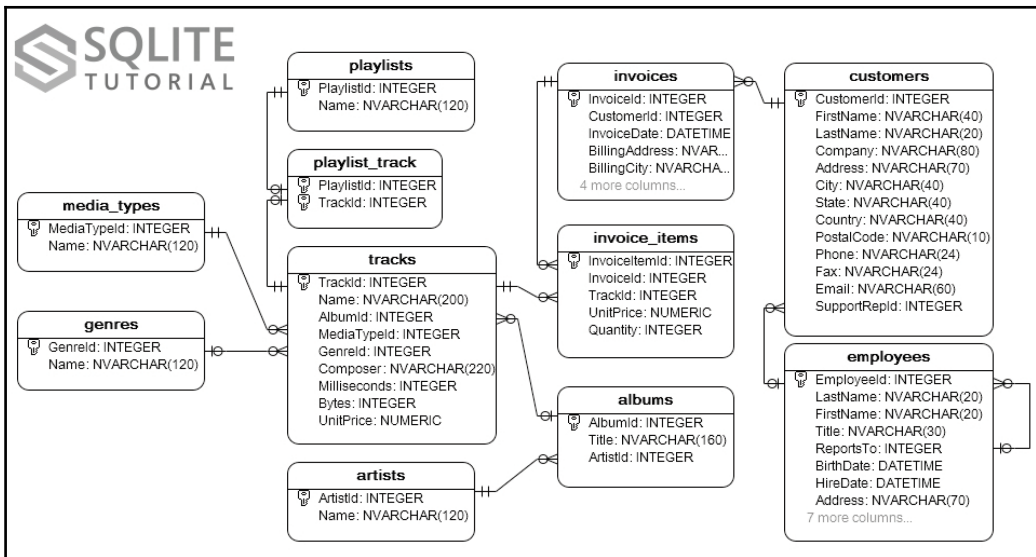 SQLITE
TUTORIAL
playlists
PlaylistId: INTEGER
Name: NVARCHAR(120)
playlist_track
PlaylistId: INTEGER
TrackId: INTEGER
media_types
MediaTypeId: INTEGER
Name: NVARCHAR(120)
genres
GenreId: INTEGER
Name: NVARCHAR(120)
tracks
TrackId: INTEGER
Name: NVARCHAR(200)
AlbumId: INTEGER
MediaTypeId: INTEGER
GenreId: INTEGER
Composer: NVARCHAR(220)
Milliseconds: INTEGER
Bytes: INTEGER
UnitPrice: NUMERIC
artists
ArtistId: INTEGER
Name: NVARCHAR(120)
invoices
InvoiceId: INTEGER
CustomerId: INTEGER
InvoiceDate: DATETIME
BillingAddress: NVAR...
BillingCity: NVARCHA...
4 more columns...
invoice_items
InvoiceItemId: INTEGER
InvoiceId: INTEGER
TrackId: INTEGER
UnitPrice: NUMERIC
Quantity: INTEGER
albums
AlbumId: INTEGER
Title: NVARCHAR(160)
ArtistId: INTEGER
customers
CustomerId: INTEGER
FirstName: NVARCHAR(40)
LastName: NVARCHAR(20)
Company: NVARCHAR(80)
Address: NVARCHAR(70)
City: NVARCHAR(40)
State: NVARCHAR(40)
Country: NVARCHAR(40)
PostalCode: NVARCHAR(10)
Phone: NVARCHAR(24)
Fax: NVARCHAR(24)
Email: NVARCHAR(60)
SupportRepId: INTEGER
employees
EmployeeId: INTEGER
LastName: NVARCHAR(20)
FirstName: NVARCHAR(20)
Title: NVARCHAR(30)
ReportsTo: INTEGER
BirthDate: DATETIME
HireDate: DATETIME
Address: NVARCHAR(70)
7 more columns...